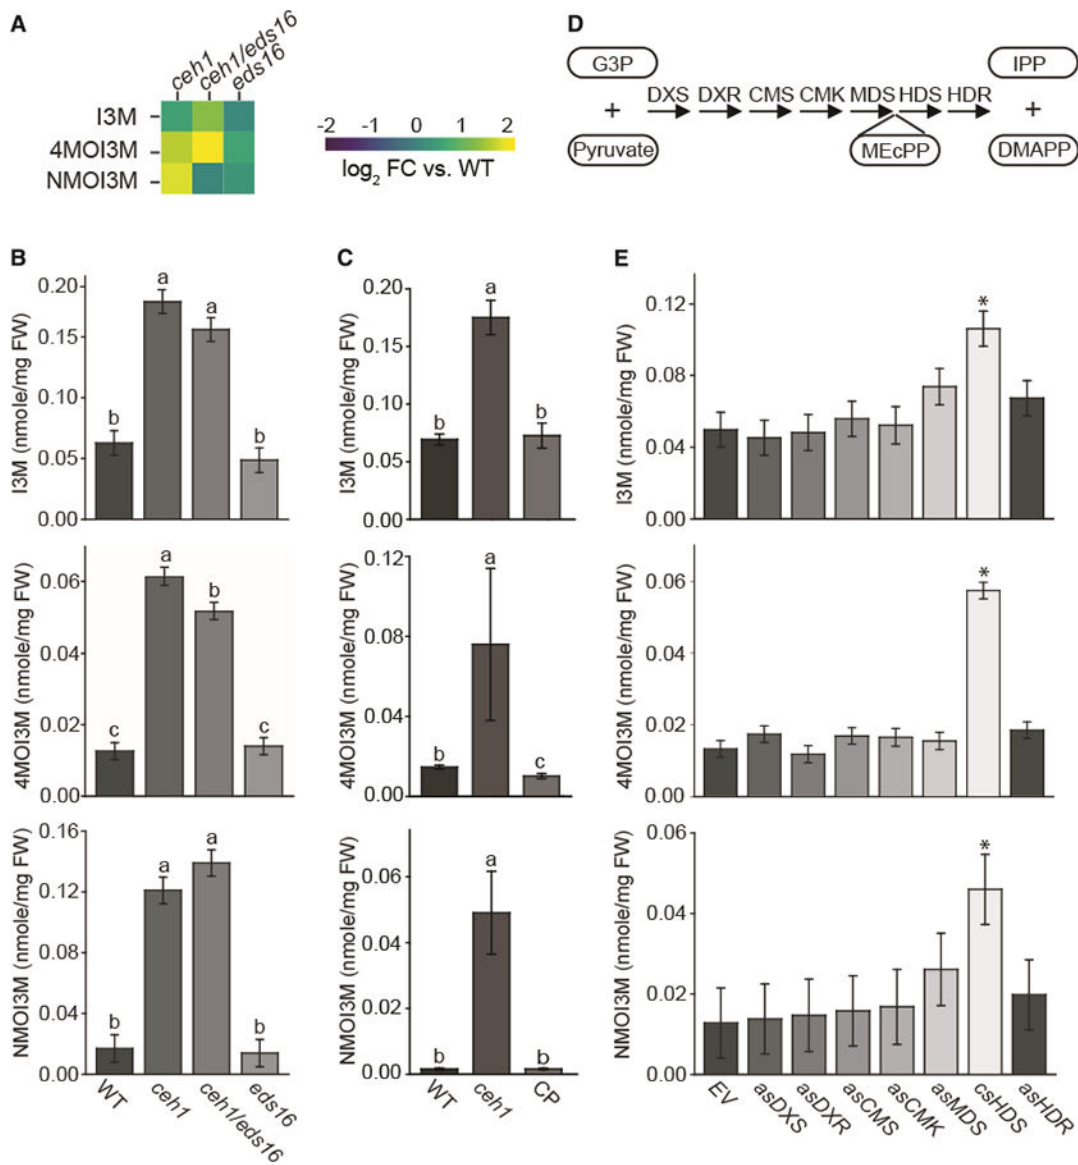 A
ceh1
ceh1/eds16
eds16
I3M
4MOI3M
NMOI3M
-2 -1 0 1 2
log2 FC vs. WT
D
G3P
+
Pyruvate
DXS DXR CMS CMK MDS HDS HDR
MEcPP
IPP
+
DMAPP
B
I3M (nmole/mg FW)
0.20
0.15
0.10
0.05
0.00
b a a b
4MOI3M (nmole/mg FW)
0.06
0.04
0.02
0.00
c a b c
NMOI3M (nmole/mg FW)
0.16
0.12
0.08
0.04
0.00
b a a b
WT ceh1 ceh1/eds16 eds16
C
I3M (nmole/mg FW)
0.20
0.15
0.10
0.05
0.00
b a b
4MOI3M (nmole/mg FW)
0.12
0.08
0.04
0.00
b a c
NMOI3M (nmole/mg FW)
0.06
0.04
0.02
0.00
b a b
WT ceh1 CP
E
I3M (nmole/mg FW)
0.12
0.08
0.04
0.00
*
4MOI3M (nmole/mg FW)
0.06
0.04
0.02
0.00
*
NMOI3M (nmole/mg FW)
0.06
0.04
0.02
0.00
*
EV asDXS asDXR asCMS asCMK asMDS csHDS asHDR